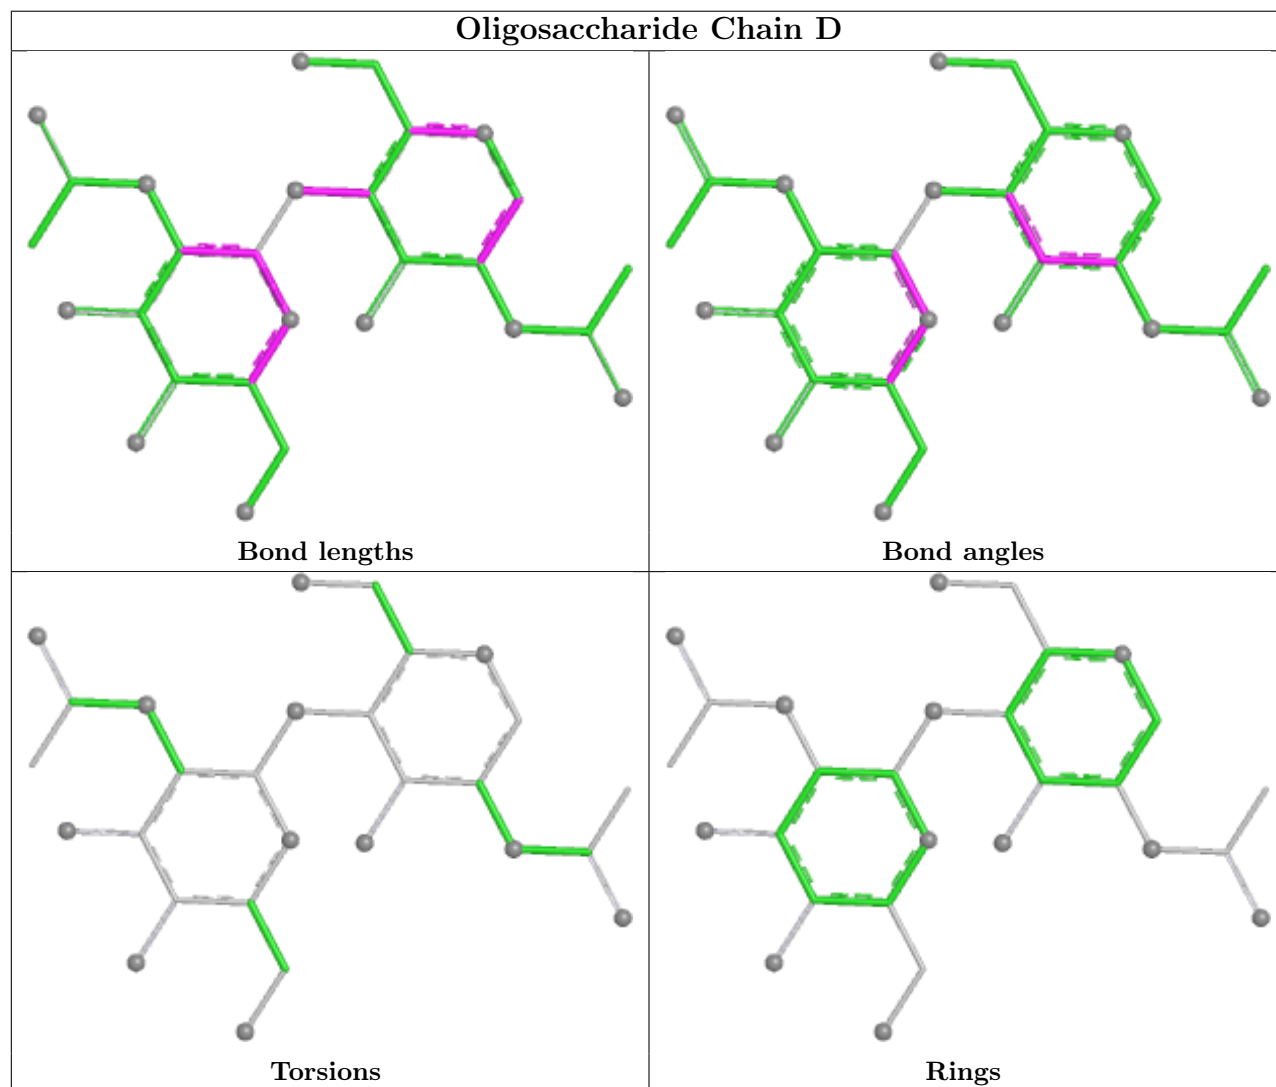 Oligosaccharide Chain D
Bond lengths
Bond angles
Torsions
Rings